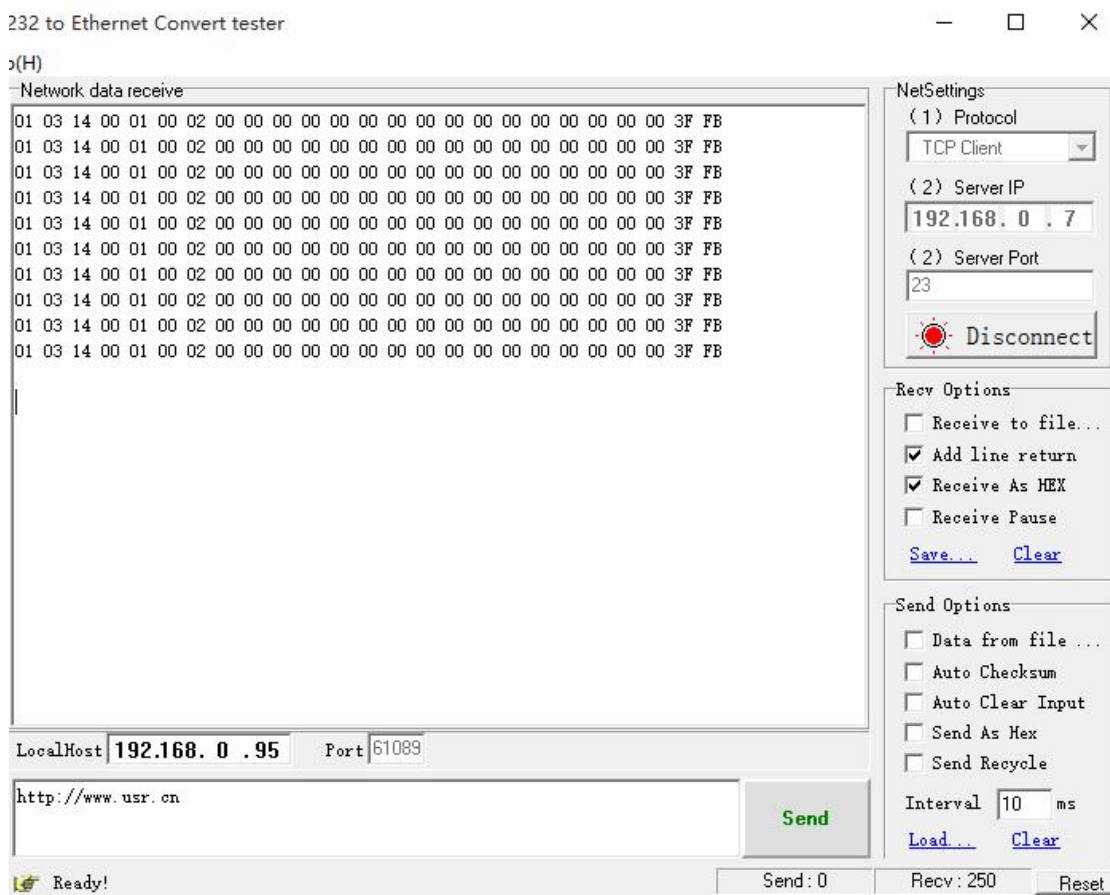 232 to Ethernet Convert tester
o(H)
Network data receive
01 03 14 00 01 00 02 00 00 00 00 00 00 00 00 00 00 00 00 00 00 00 00 3F FB
01 03 14 00 01 00 02 00 00 00 00 00 00 00 00 00 00 00 00 00 00 00 00 3F FB
01 03 14 00 01 00 02 00 00 00 00 00 00 00 00 00 00 00 00 00 00 00 00 3F FB
01 03 14 00 01 00 02 00 00 00 00 00 00 00 00 00 00 00 00 00 00 00 00 3F FB
01 03 14 00 01 00 02 00 00 00 00 00 00 00 00 00 00 00 00 00 00 00 00 3F FB
01 03 14 00 01 00 02 00 00 00 00 00 00 00 00 00 00 00 00 00 00 00 00 3F FB
01 03 14 00 01 00 02 00 00 00 00 00 00 00 00 00 00 00 00 00 00 00 00 3F FB
01 03 14 00 01 00 02 00 00 00 00 00 00 00 00 00 00 00 00 00 00 00 00 3F FB
01 03 14 00 01 00 02 00 00 00 00 00 00 00 00 00 00 00 00 00 00 00 00 3F FB
01 03 14 00 01 00 02 00 00 00 00 00 00 00 00 00 00 00 00 00 00 00 00 3F FB
LocalHost 192.168. 0 .95 Port 61089
http://www.usr.cn
Send
NetSettings
(1) Protocol
TCP Client
(2) Server IP
192.168. 0 . 7
(2) Server Port
23
Disconnect
Recv Options
Receive to file...
Add line return
Receive As HEX
Receive Pause
Save... Clear
Send Options
Data from file ...
Auto Checksum
Auto Clear Input
Send As Hex
Send Recycle
Interval 10 ms
Load... Clear
Ready! Send : 0 Recv : 250 Reset